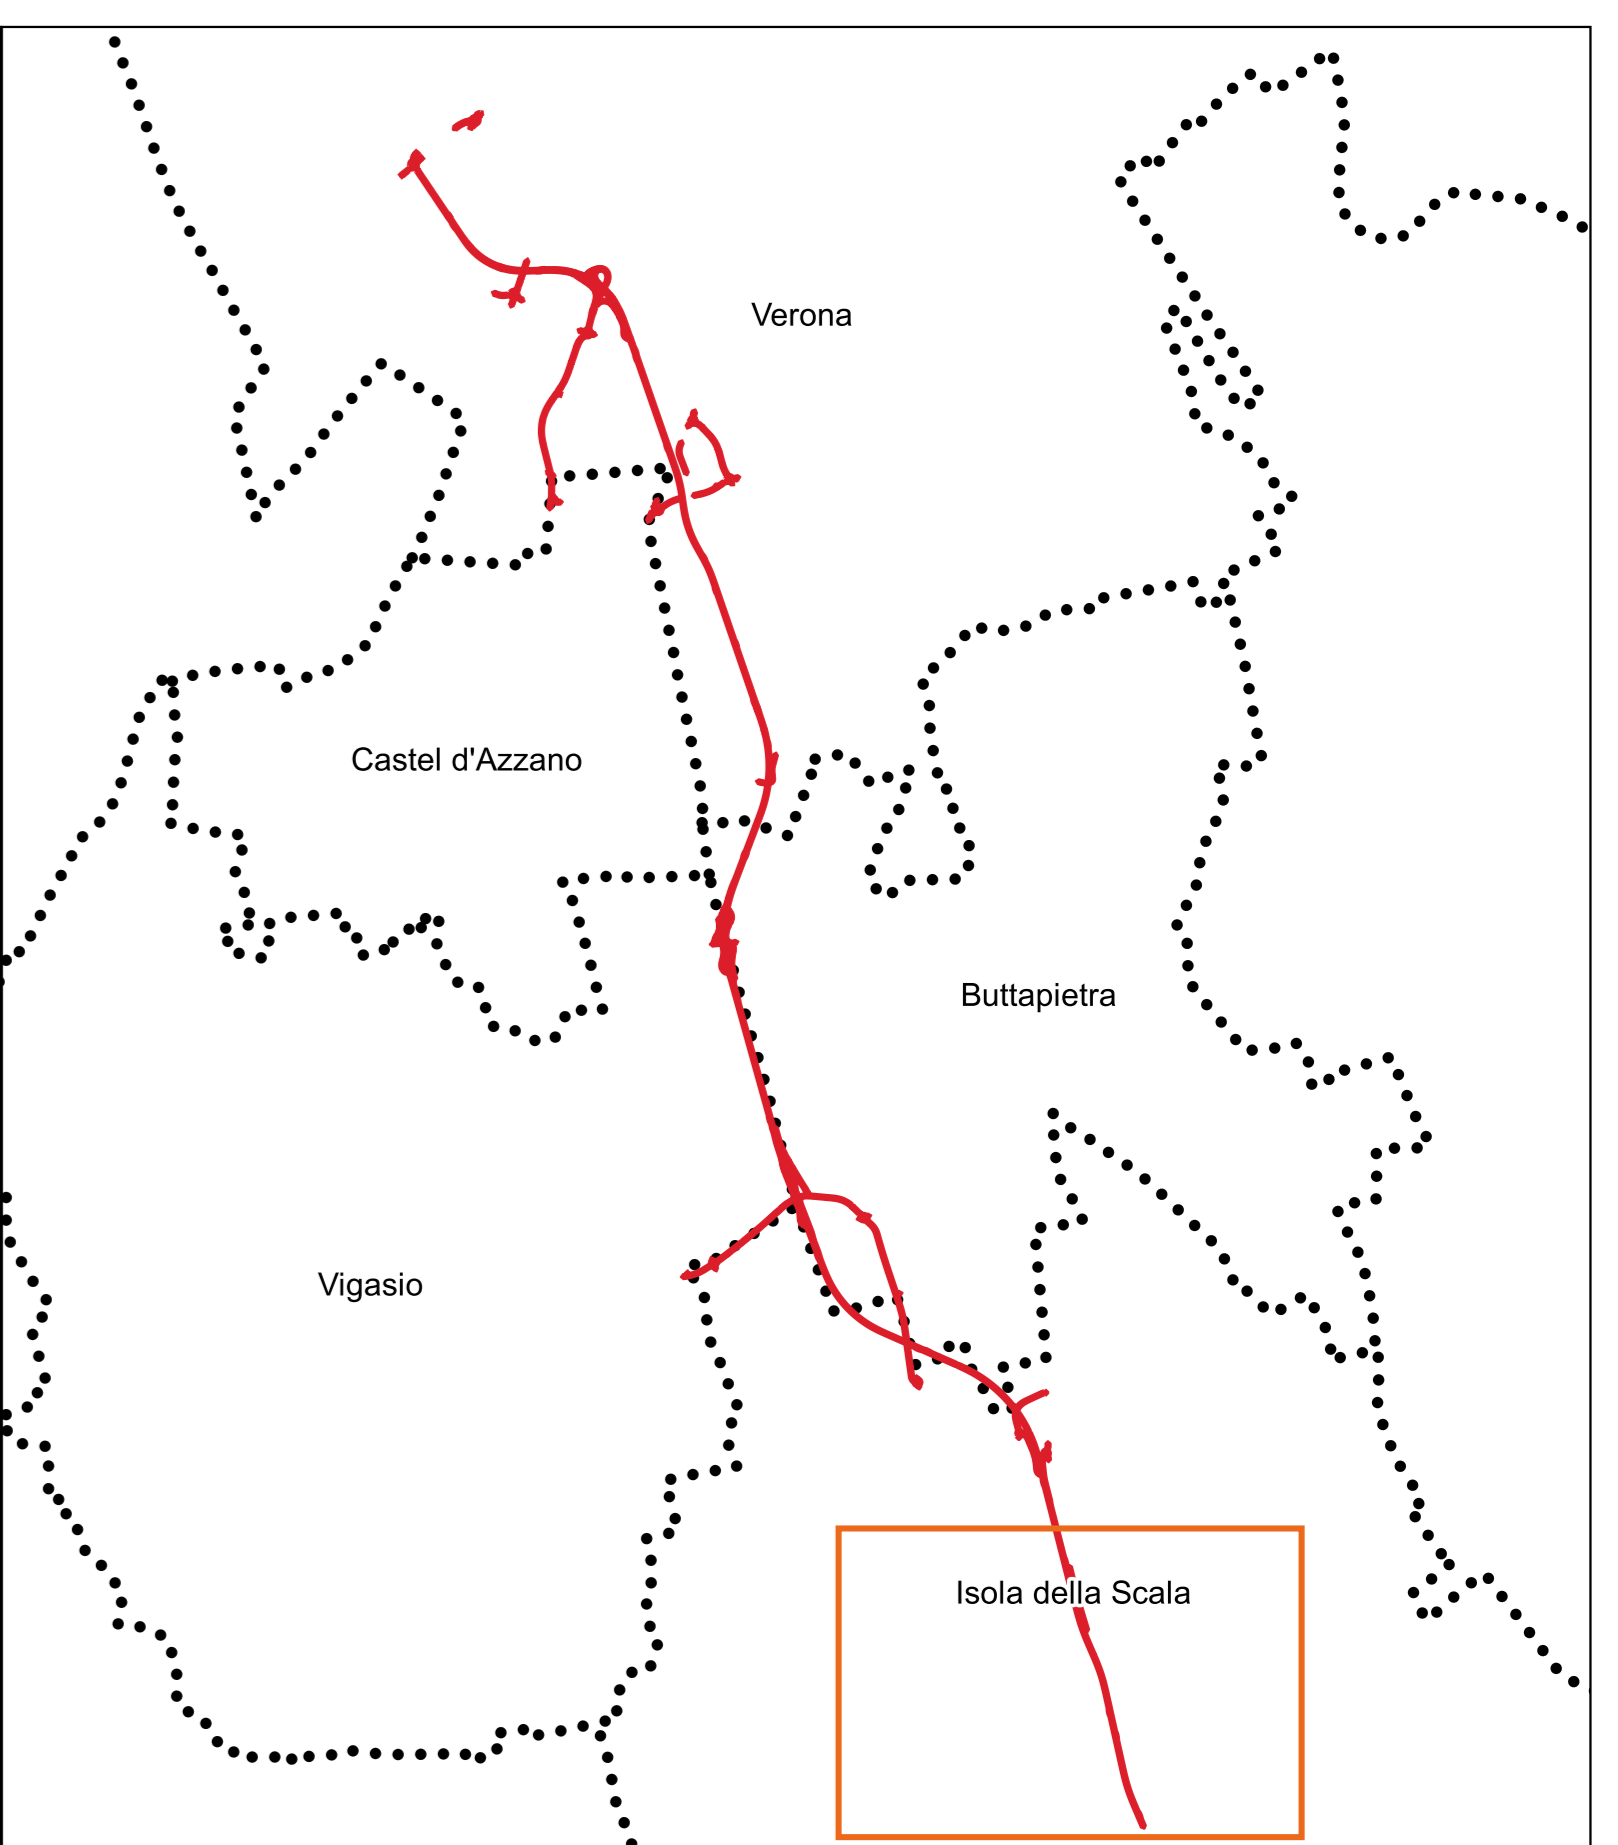 Verona
Castel d'Azzano
Buttapietra
Vigasio
Isola della Scala